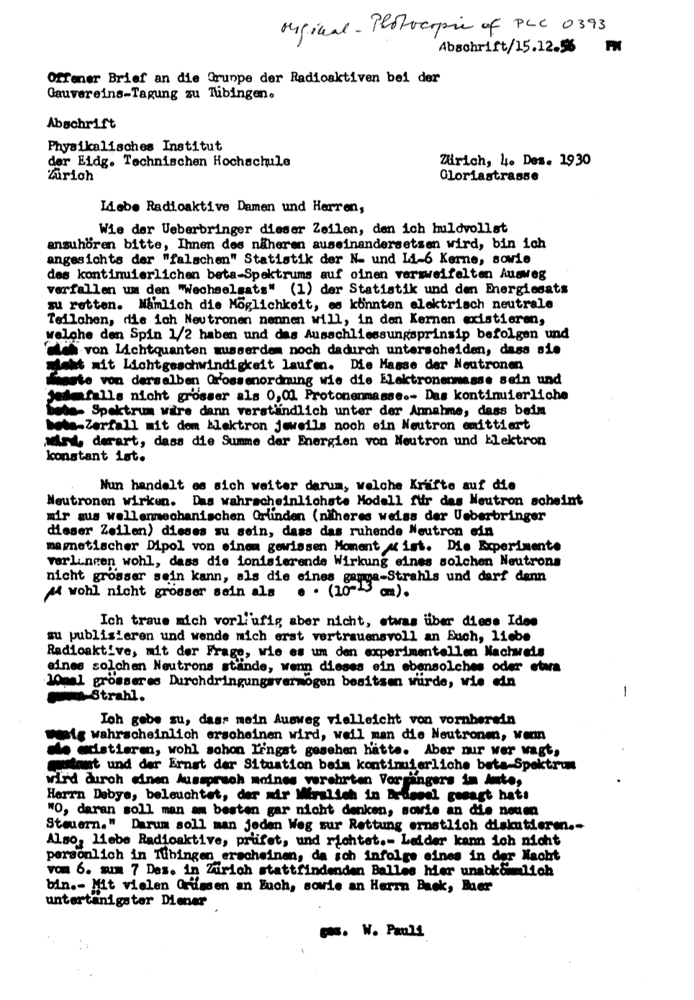 Original - Photocopie of PLC 0393
Abschrift/15.12.56 PM
Offener Brief an die Gruppe der Radioaktiven bei der
Gauvereins-Tagung zu Tübingen.
Abschrift
Physikalisches Institut
der Eidg. Technischen Hochschule
Zürich
Zürich, 4. Dez. 1930
Gloriastrasse
Liebe Radioaktive Damen und Herren,
Wie der Ueberbringer dieser Zeilen, den ich huldvollst
anzuhören bitte, Ihnen des näheren auseinandersetzen wird, bin ich
angesichts der "falschen" Statistik der N- und Li-6 Kerne, sowie
des kontinuierlichen beta-Spektrums auf einen verzweifelten Ausweg
verfallen um den "Wechselsatz" (1) der Statistik und den Energiesatz
zu retten. Nämlich die Möglichkeit, es könnten elektrisch neutrale
Teilchen, die ich Neutronen nennen will, in den Kernen existieren,
welche den Spin 1/2 haben und das Ausschliessungsprinzip befolgen und
sich von Lichtquanten ausserdem noch dadurch unterscheiden, dass sie
nicht mit Lichtgeschwindigkeit laufen. Die Masse der Neutronen
müsste von derselben Grossenordnung wie die Elektronenmasse sein und
jedenfalls nicht grösser als 0,01 Protonenmasse.- Das kontinuierliche
beta- Spektrum wäre dann verständlich unter der Annahme, dass beim
beta-Zerfall mit dem Elektron jeweils noch ein Neutron emittiert
wird, derart, dass die Summe der Energien von Neutron und Elektron
konstant ist.
Nun handelt es sich weiter darum, welche Kräfte auf die
Neutronen wirken. Das wahrscheinlichste Modell für das Neutron scheint
mir aus wellenmechanischen Gründen (näheres weiss der Ueberbringer
dieser Zeilen) dieses zu sein, dass das ruhende Neutron ein
magnetischer Dipol von einem gewissen Moment μ ist. Die Experimente
verlangen wohl, dass die ionisierende Wirkung eines solchen Neutrons
nicht grösser sein kann, als die eines gamma-Strahls und darf dann
μ wohl nicht grösser sein als e · (10⁻¹³ cm).
Ich traue mich vorläufig aber nicht, etwas über diese Idee
zu publizieren und wende mich erst vertrauensvoll an Euch, liebe
Radioaktive, mit der Frage, wie es um den experimentellen Nachweis
eines solchen Neutrons stände, wenn dieses ein ebensolches oder etwa
10mal grösseres Durchdringungsvermögen besitzen würde, wie ein
gamma-Strahl.
Ich gebe zu, dass mein Ausweg vielleicht von vornherein
wenig wahrscheinlich erscheinen wird, weil man die Neutronen, wenn
sie existieren, wohl schon längst gesehen hätte. Aber nur wer wagt,
gewinnt und der Ernst der Situation beim kontinuierliche beta-Spektrum
wird durch einen Ausspruch meines verehrten Vorgängers im Amte,
Herrn Debye, beleuchtet, der mir kürzlich in Brüssel gesagt hat:
"O, daran soll man am besten gar nicht denken, sowie an die neuen
Steuern." Darum soll man jeden Weg zur Rettung ernstlich diskutieren.-
Also, liebe Radioaktive, prüfet, und richtet.- Leider kann ich nicht
persönlich in Tübingen erscheinen, da ich infolge eines in der Nacht
vom 6. zum 7 Dez. in Zürich stattfindenden Balles hier unabkömmlich
bin.- Mit vielen Grüssen an Euch, sowie an Herrn Back, Euer
untertänigster Diener
gez. W. Pauli